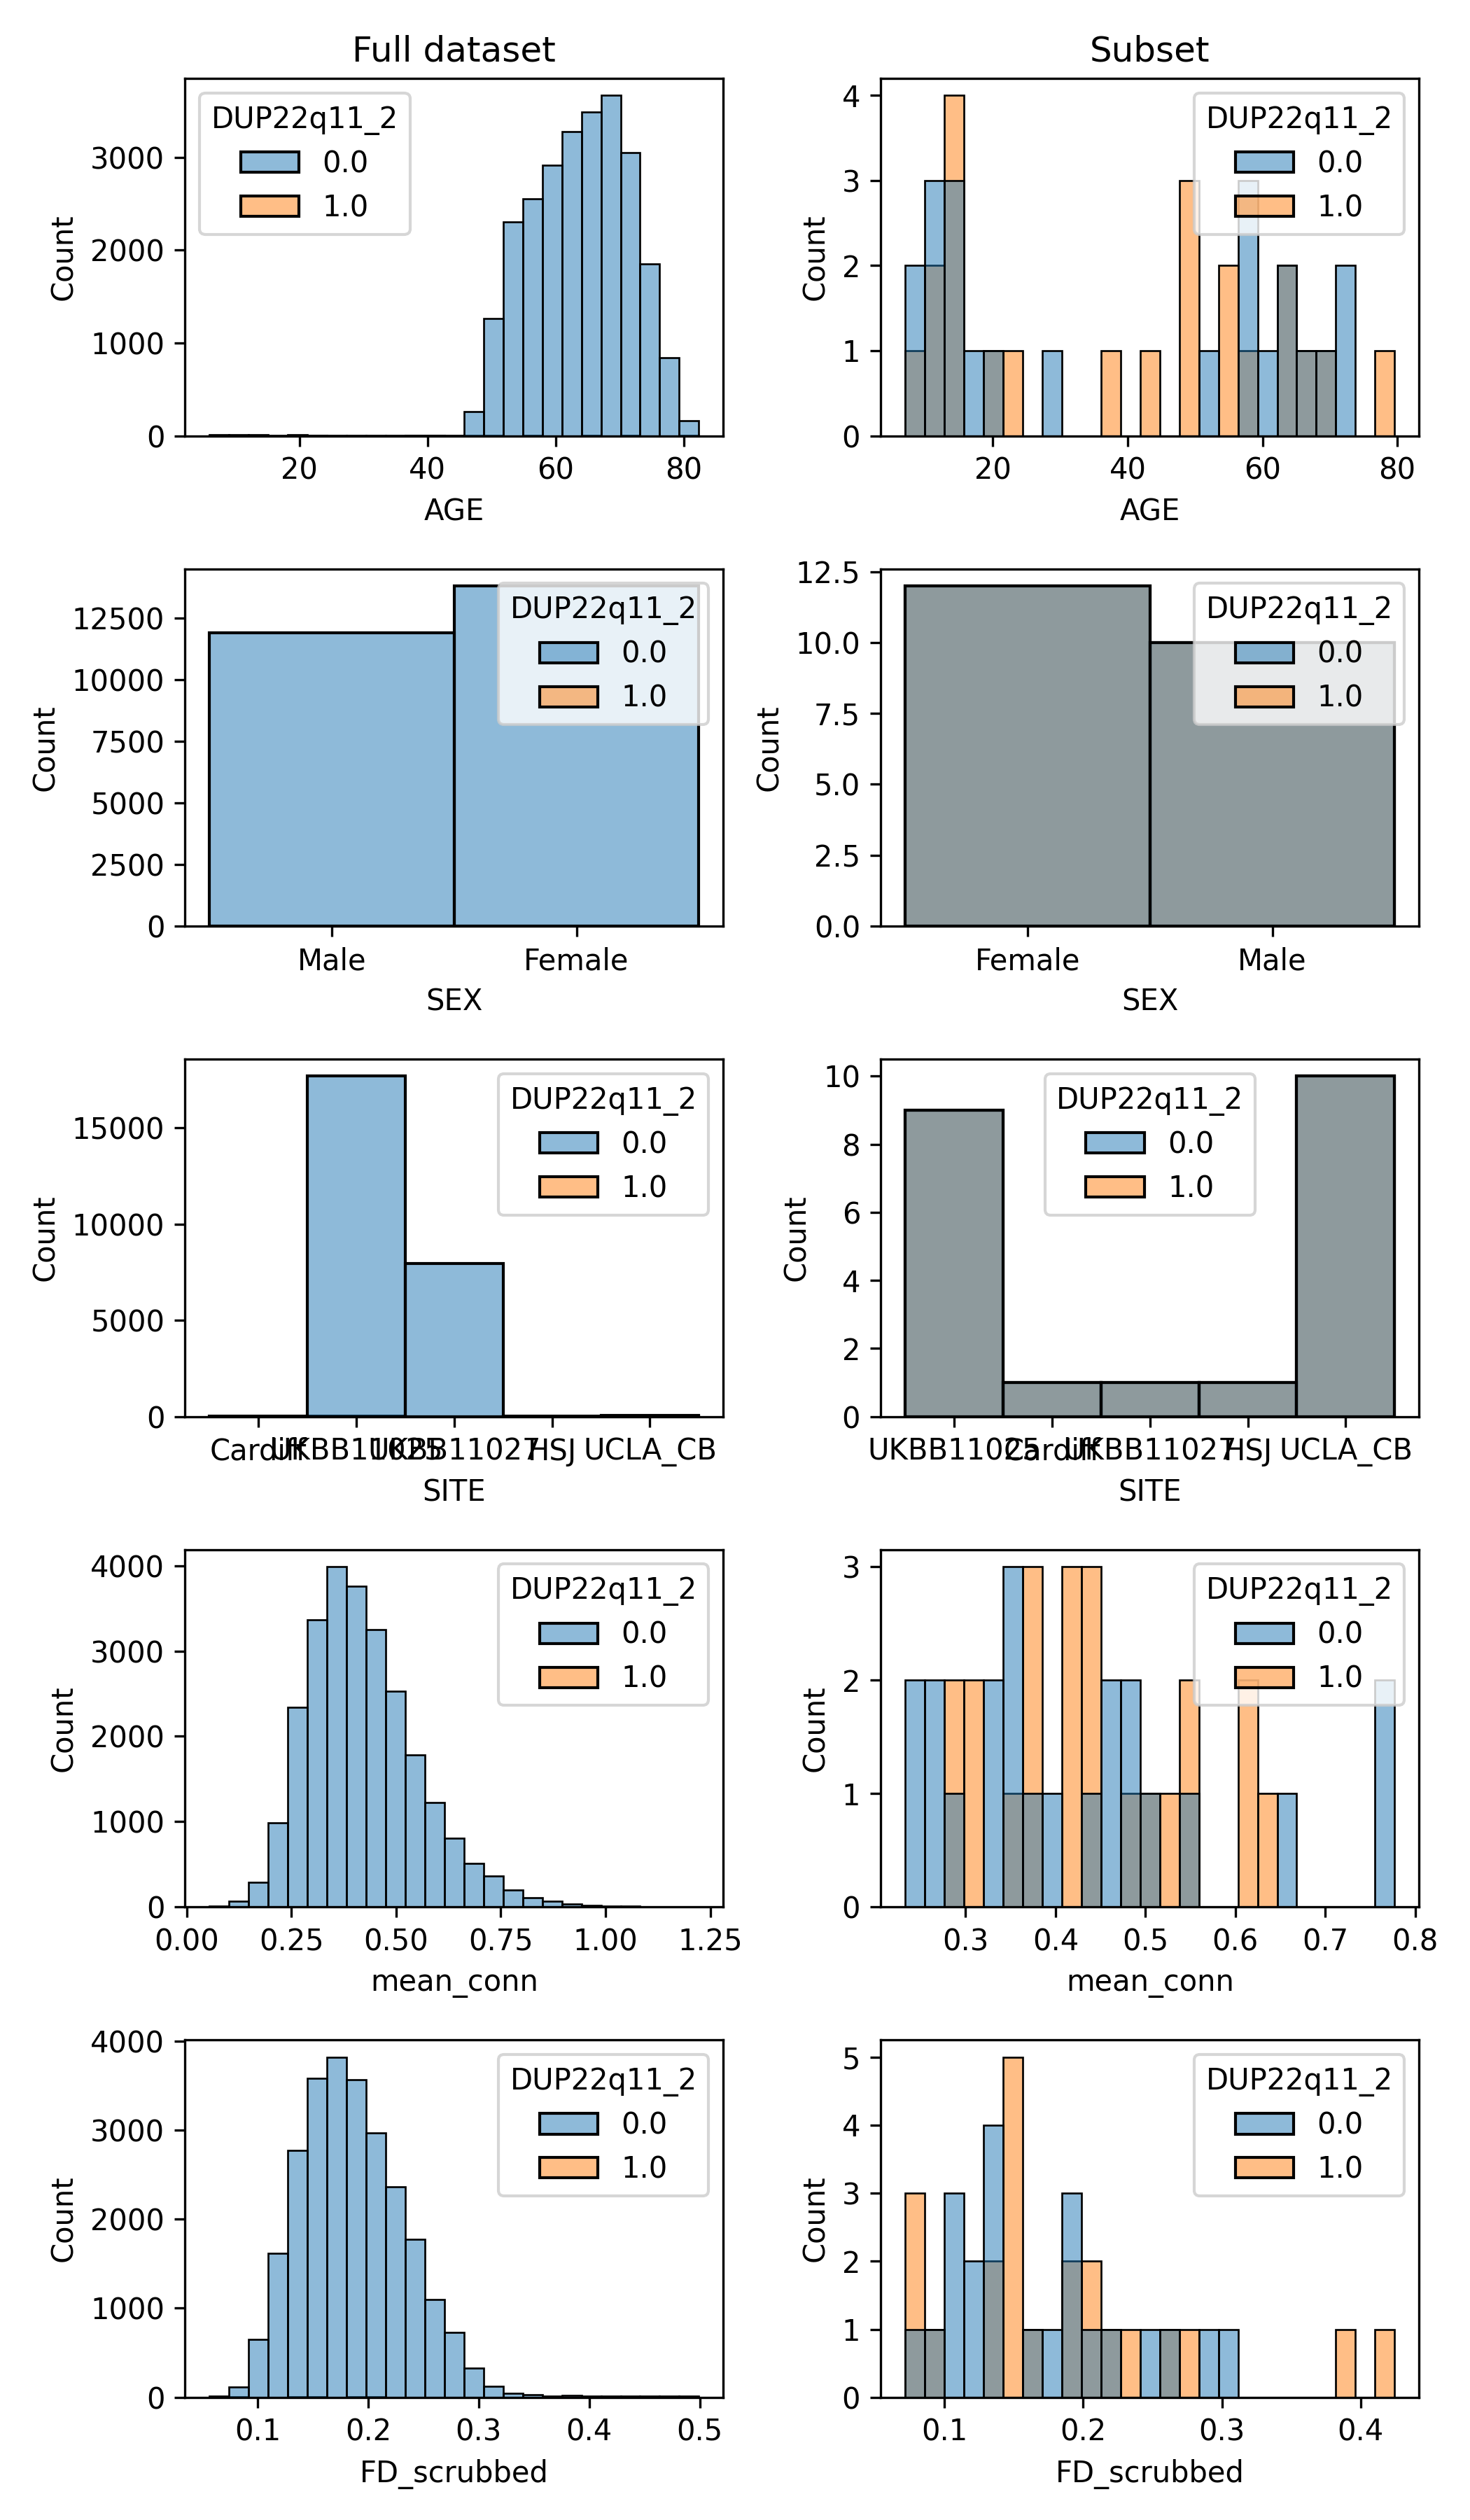 Full dataset
Subset
DUP22q11_2
0.0
1.0
Count
3000
2000
1000
0
20 40 60 80
AGE
DUP22q11_2
0.0
1.0
Count
4
3
2
1
0
20 40 60 80
AGE
DUP22q11_2
0.0
1.0
Count
12500
10000
7500
5000
2500
0
Male Female
SEX
DUP22q11_2
0.0
1.0
Count
12.5
10.0
7.5
5.0
2.5
0.0
Female Male
SEX
DUP22q11_2
0.0
1.0
Count
15000
10000
5000
0
Cardiff UKBB11025 UKBB11027 HSJ UCLA_CB
SITE
DUP22q11_2
0.0
1.0
Count
10
8
6
4
2
0
UKBB11025 Cardiff UKBB11027 HSJ UCLA_CB
SITE
DUP22q11_2
0.0
1.0
Count
4000
3000
2000
1000
0
0.00 0.25 0.50 0.75 1.00 1.25
mean_conn
DUP22q11_2
0.0
1.0
Count
3
2
1
0
0.3 0.4 0.5 0.6 0.7 0.8
mean_conn
DUP22q11_2
0.0
1.0
Count
4000
3000
2000
1000
0
0.1 0.2 0.3 0.4 0.5
FD_scrubbed
DUP22q11_2
0.0
1.0
Count
5
4
3
2
1
0
0.1 0.2 0.3 0.4
FD_scrubbed